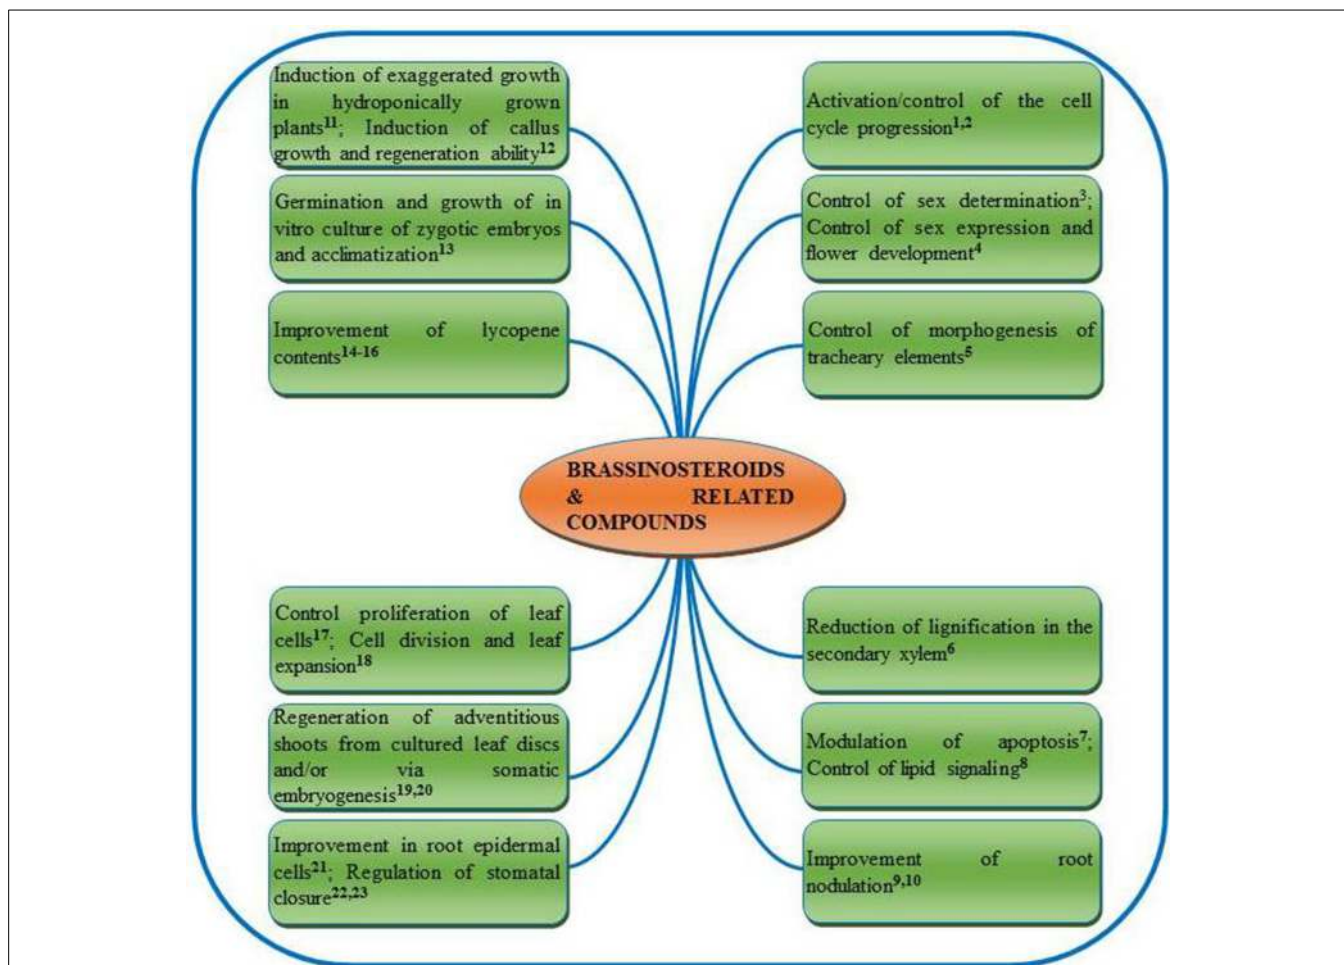 Induction of exaggerated growth
in hydroponically grown
plants11; Induction of callus
growth and regeneration ability12
Germination and growth of in
vitro culture of zygotic embryos
and acclimatization13
Improvement of lycopene
contents14-16
Activation/control of the cell
cycle progression1,2
Control of sex determination3;
Control of sex expression and
flower development4
Control of morphogenesis of
tracheary elements5
BRASSINOSTEROIDS
& RELATED
COMPOUNDS
Control proliferation of leaf
cells17; Cell division and leaf
expansion18
Regeneration of adventitious
shoots from cultured leaf discs
and/or via somatic
embryogenesis19,20
Improvement in root epidermal
cells21; Regulation of stomatal
closure22,23
Reduction of lignification in the
secondary xylem6
Modulation of apoptosis7;
Control of lipid signaling8
Improvement of root
nodulation9,10